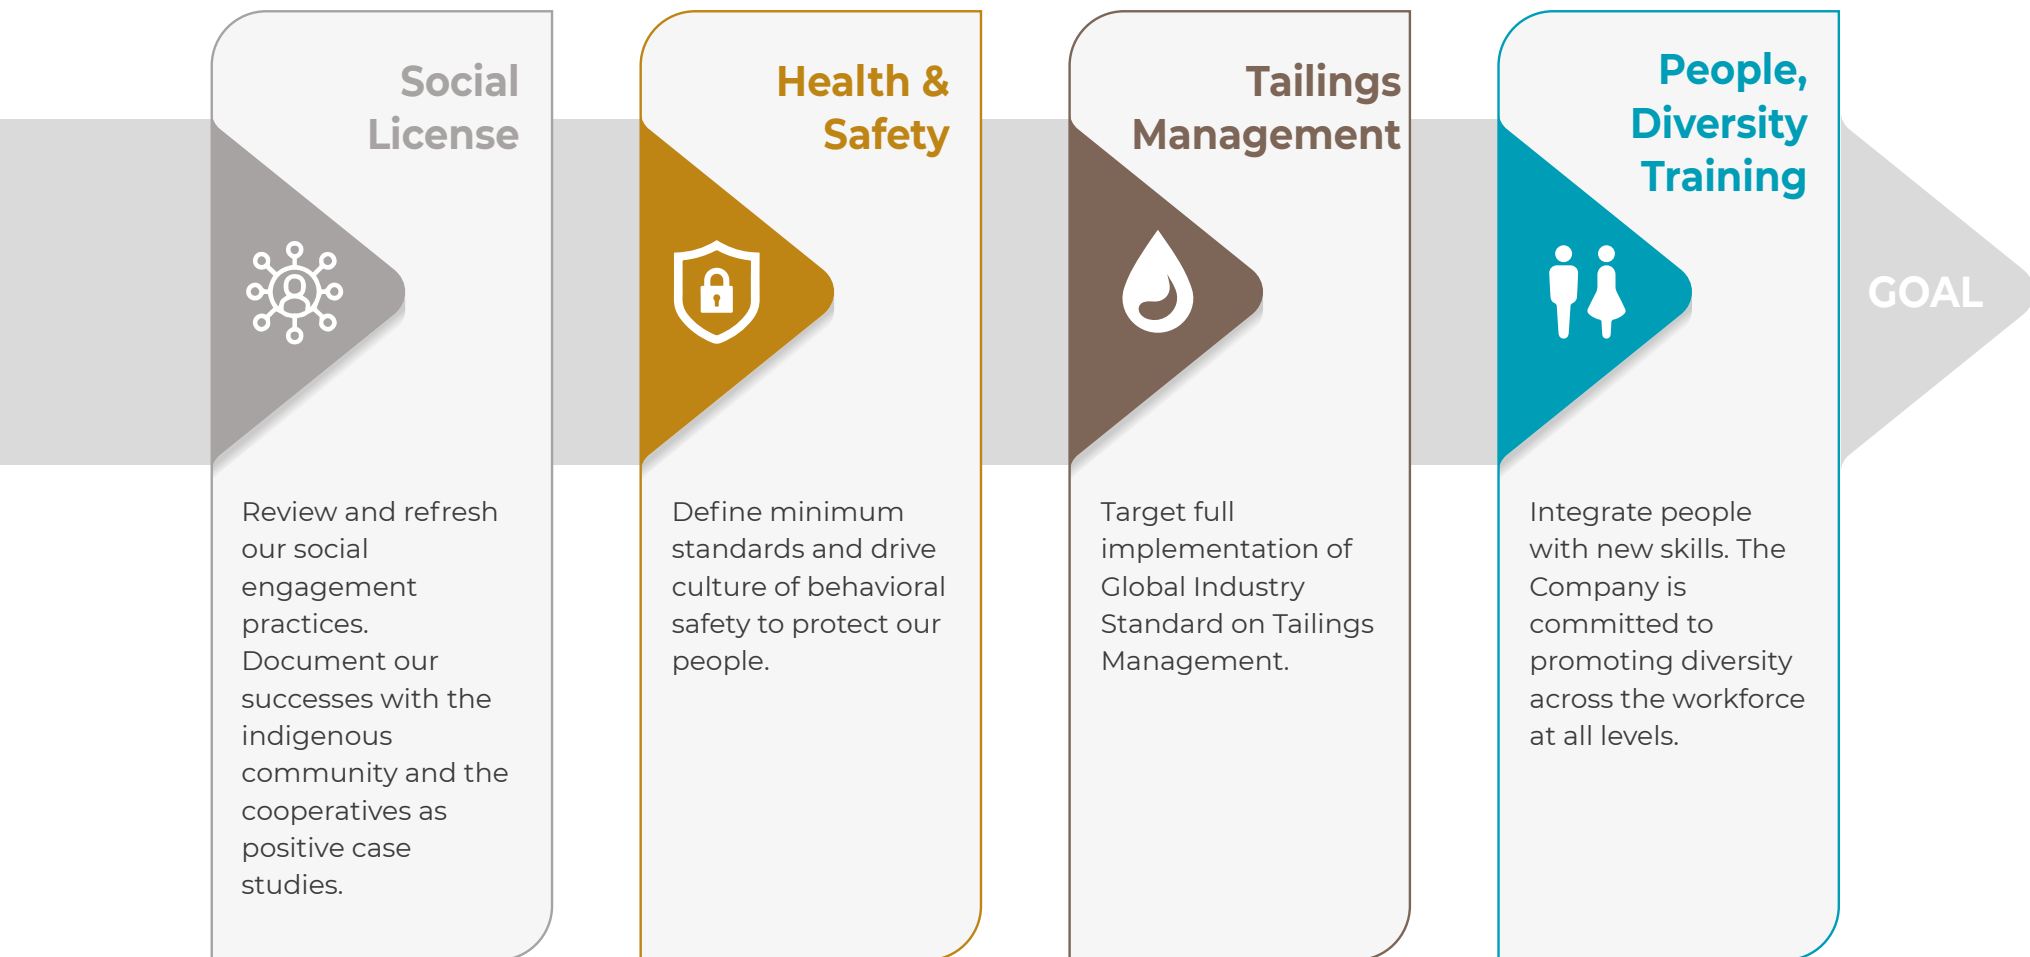 Social
License
Review and refresh
our social
engagement
practices.
Document our
successes with the
indigenous
community and the
cooperatives as
positive case
studies.
Health &
Safety
Define minimum
standards and drive
culture of behavioral
safety to protect our
people.
Tailings
Management
Target full
implementation of
Global Industry
Standard on Tailings
Management.
People,
Diversity
Training
Integrate people
with new skills. The
Company is
committed to
promoting diversity
across the workforce
at all levels.
GOAL